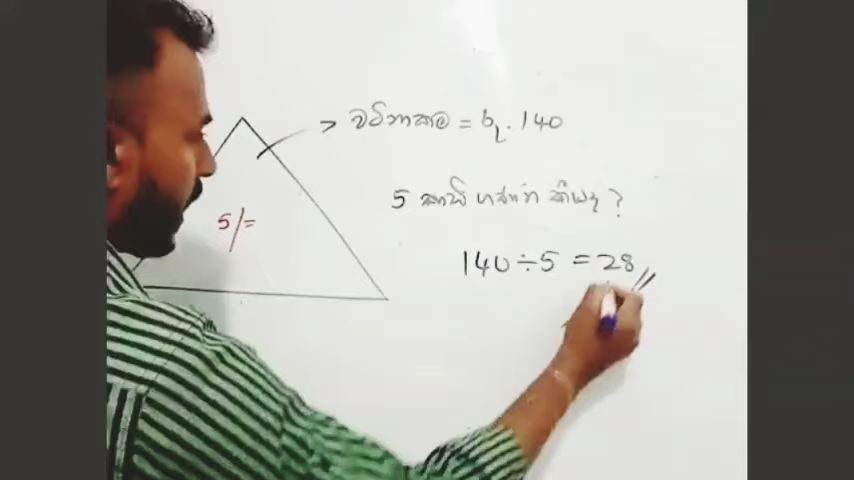 වටිනාකම = රු. 140
5/=
5 කාසි ගණන කීයද ?
140 ÷ 5 = 28